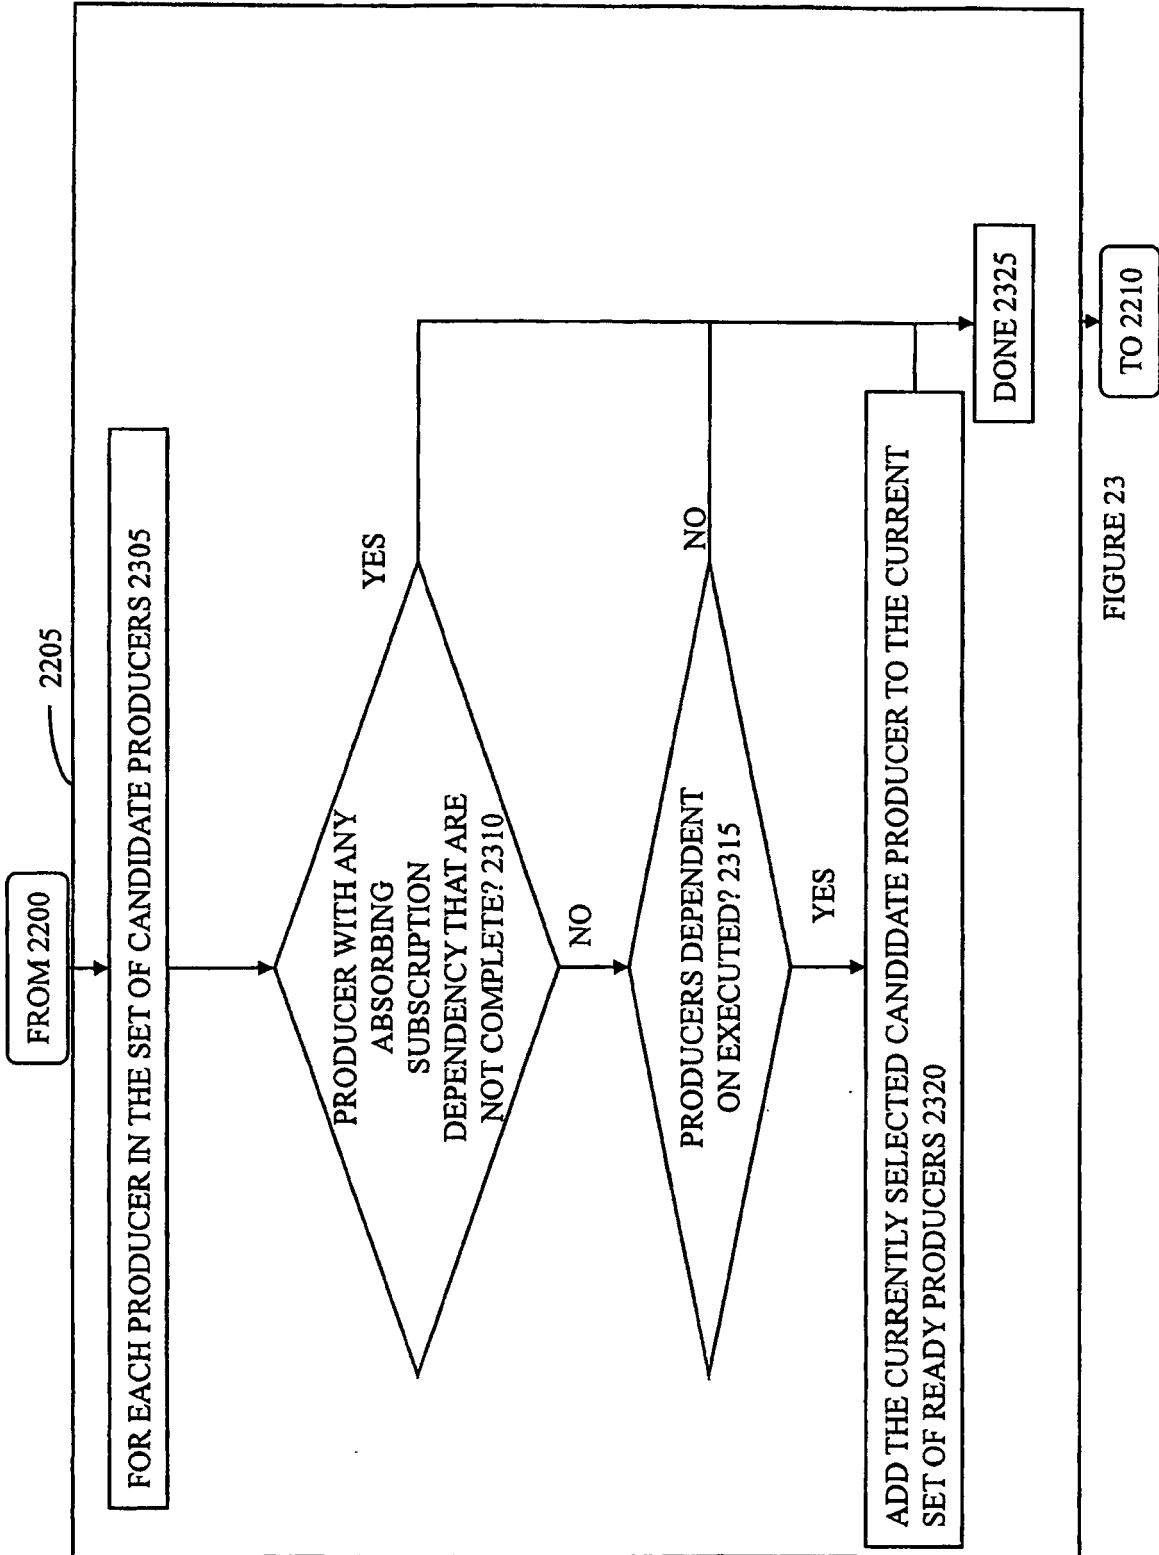 FROM 2200
2205
FOR EACH PRODUCER IN THE SET OF CANDIDATE PRODUCERS 2305
PRODUCER WITH ANY
ABSORBING
SUBSCRIPTION
DEPENDENCY THAT ARE
NOT COMPLETE? 2310
YES
NO
PRODUCERS DEPENDENT
ON EXECUTED? 2315
NO
YES
ADD THE CURRENTLY SELECTED CANDIDATE PRODUCER TO THE CURRENT
SET OF READY PRODUCERS 2320
DONE 2325
TO 2210
FIGURE 23